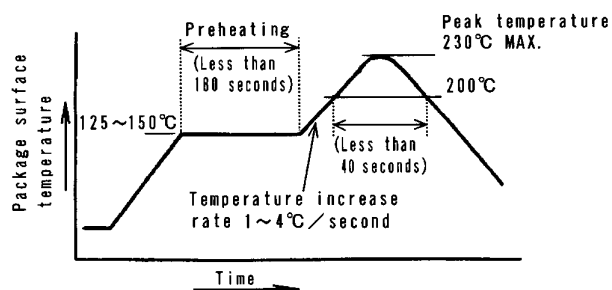 Peak temperature
230℃ MAX.
Preheating
(Less than
180 seconds)
200℃
125～150℃
(Less than
40 seconds)
Temperature increase
rate 1～4℃／second
Package surface
temperature
Time